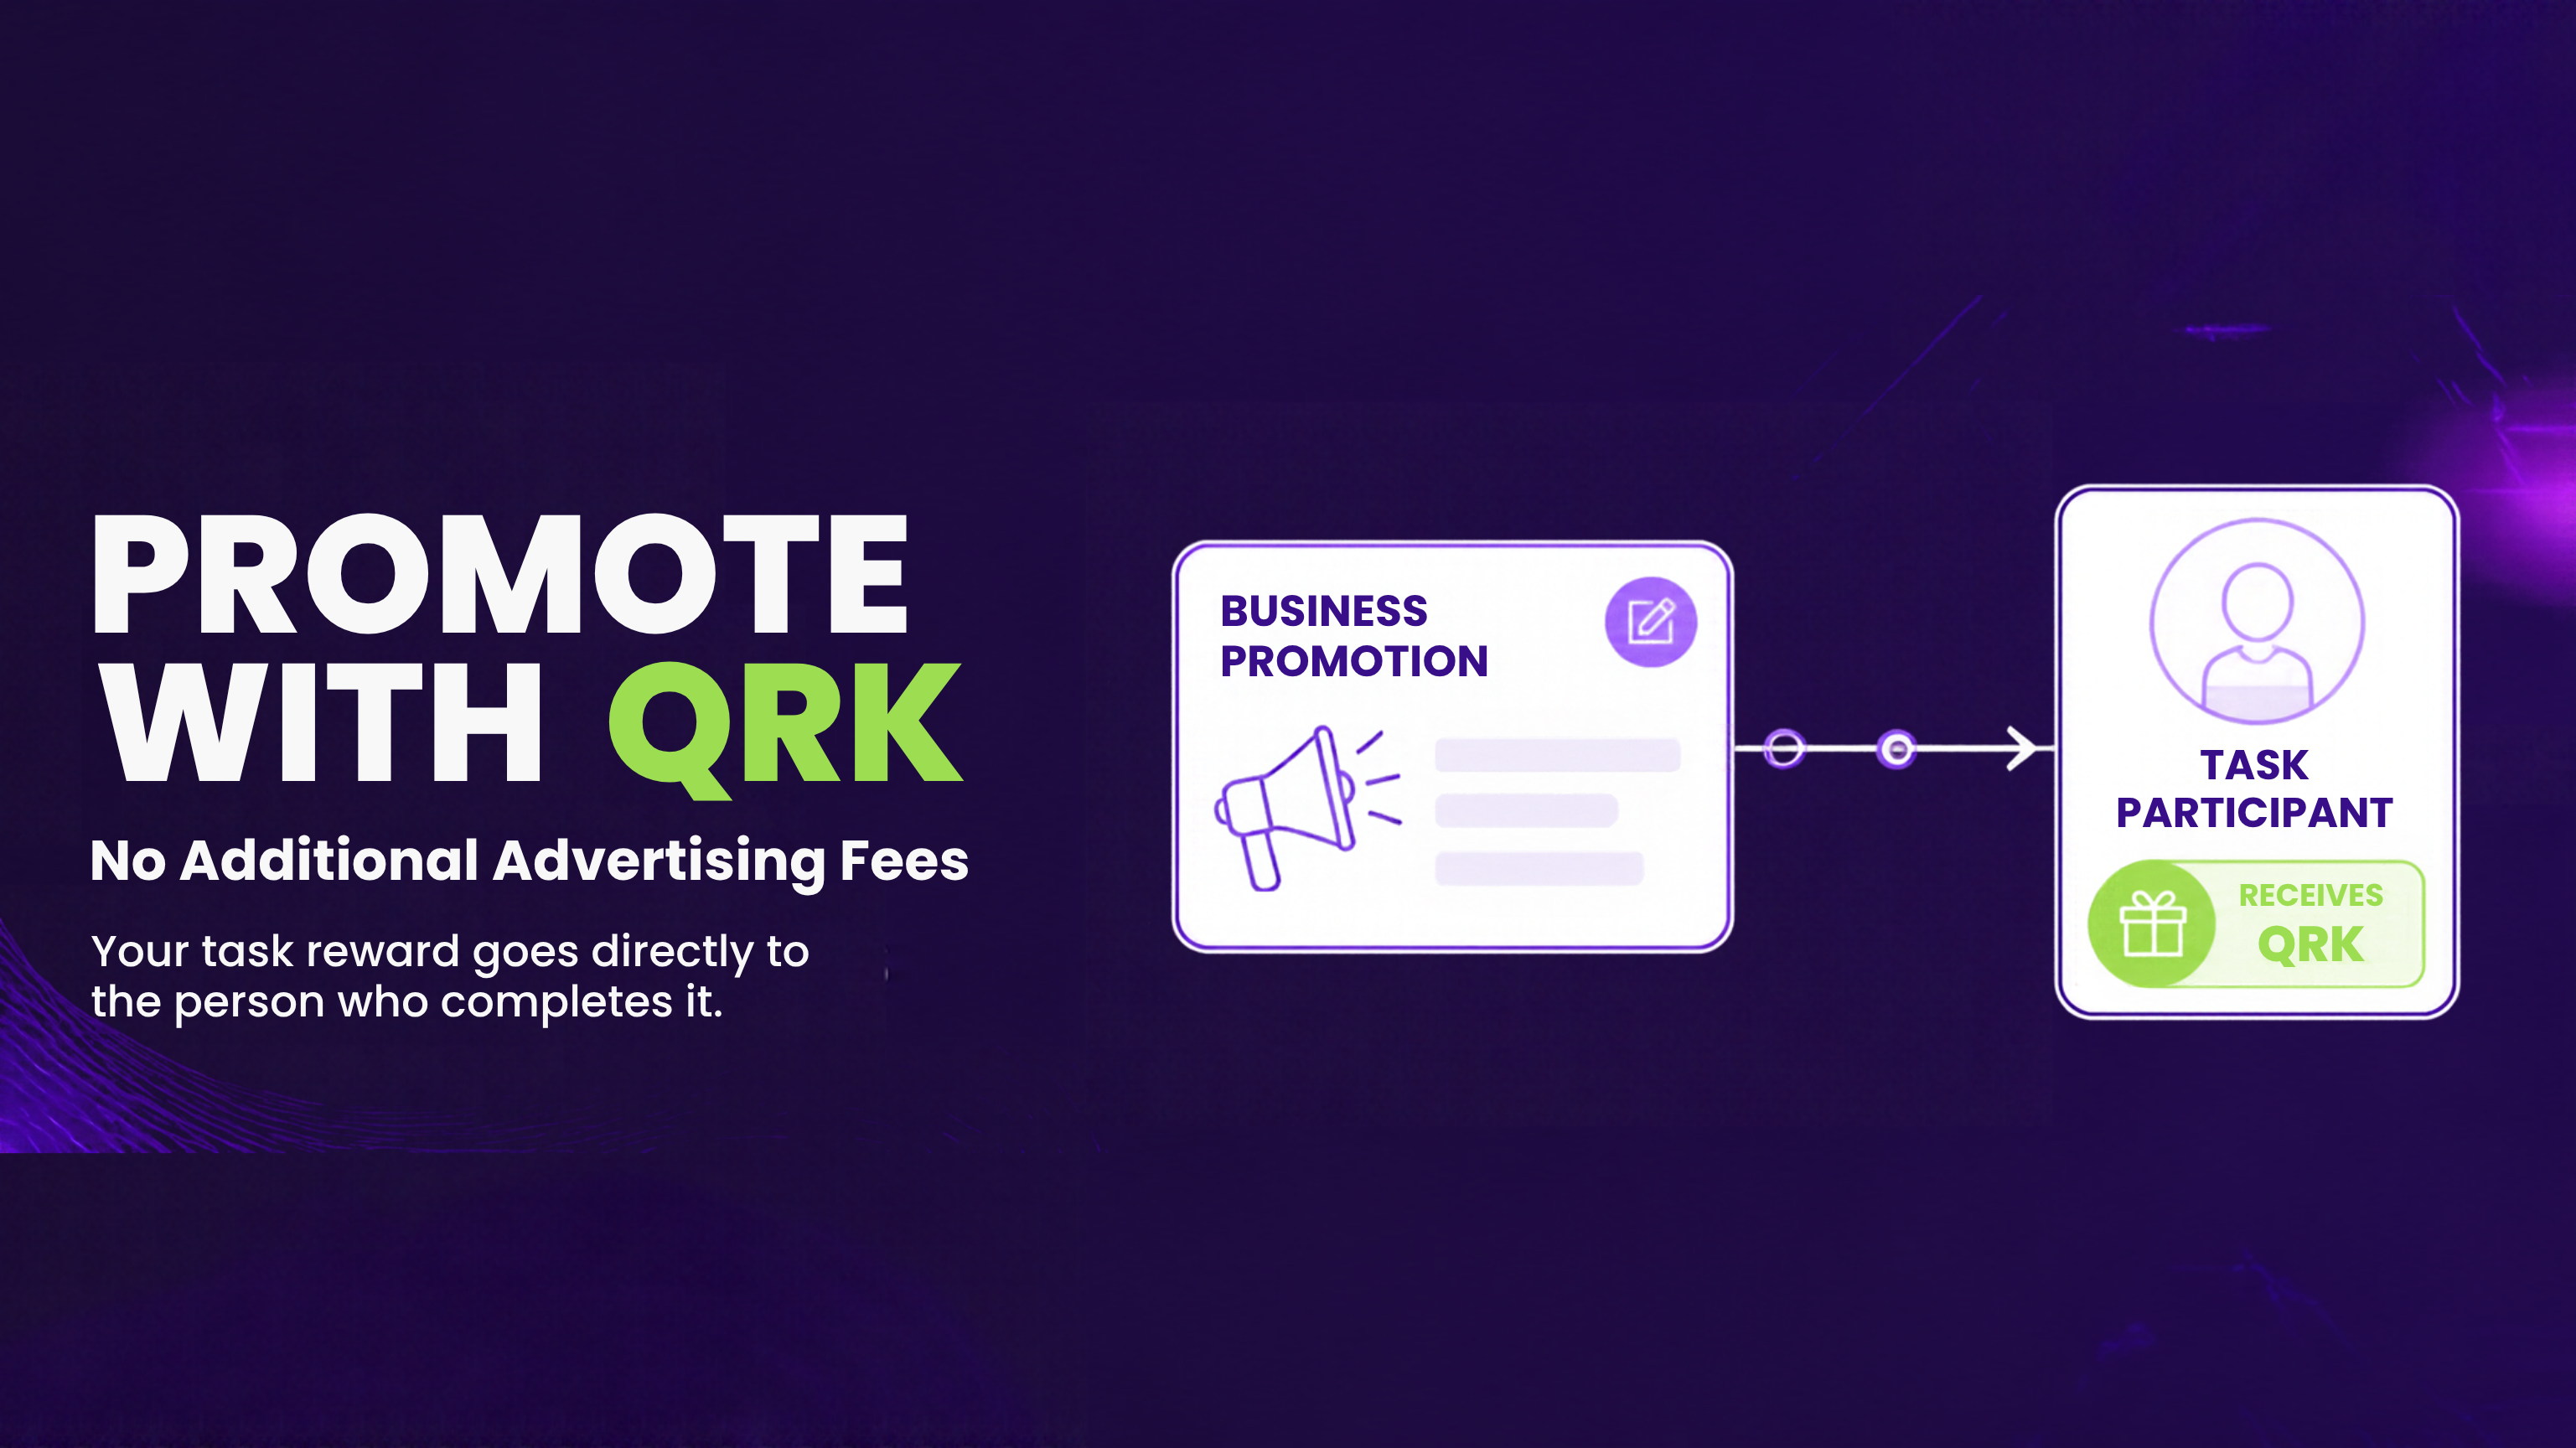 PROMOTE
WITH QRK
No Additional Advertising Fees
Your task reward goes directly to
the person who completes it.
BUSINESS
PROMOTION
TASK
PARTICIPANT
RECEIVES
QRK